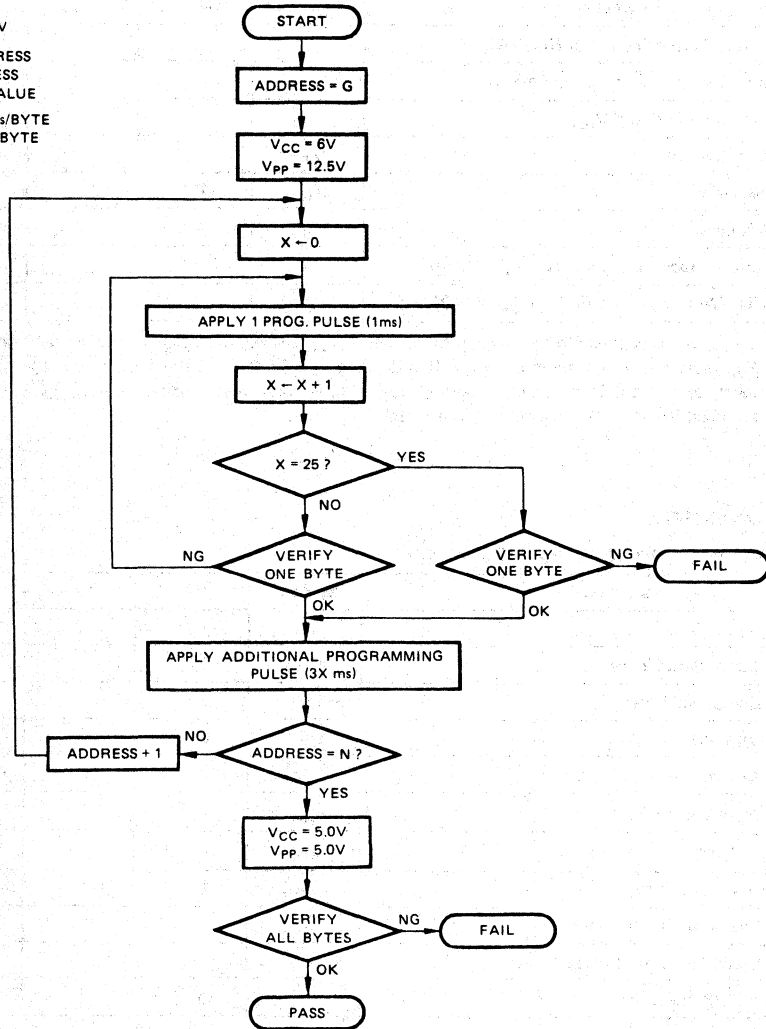 START
V
RESS
ESS
ALUE
s/BYTE
BYTE
ADDRESS = G
VCC = 6V
VPP = 12.5V
X ← 0
APPLY 1 PROG. PULSE (1ms)
X ← X + 1
X = 25 ?
YES
NO
NG
VERIFY
ONE BYTE
VERIFY
ONE BYTE
NG
FAIL
OK
OK
APPLY ADDITIONAL PROGRAMMING
PULSE (3X ms)
NO
ADDRESS + 1
ADDRESS = N ?
YES
VCC = 5.0V
VPP = 5.0V
VERIFY
ALL BYTES
NG
FAIL
OK
PASS